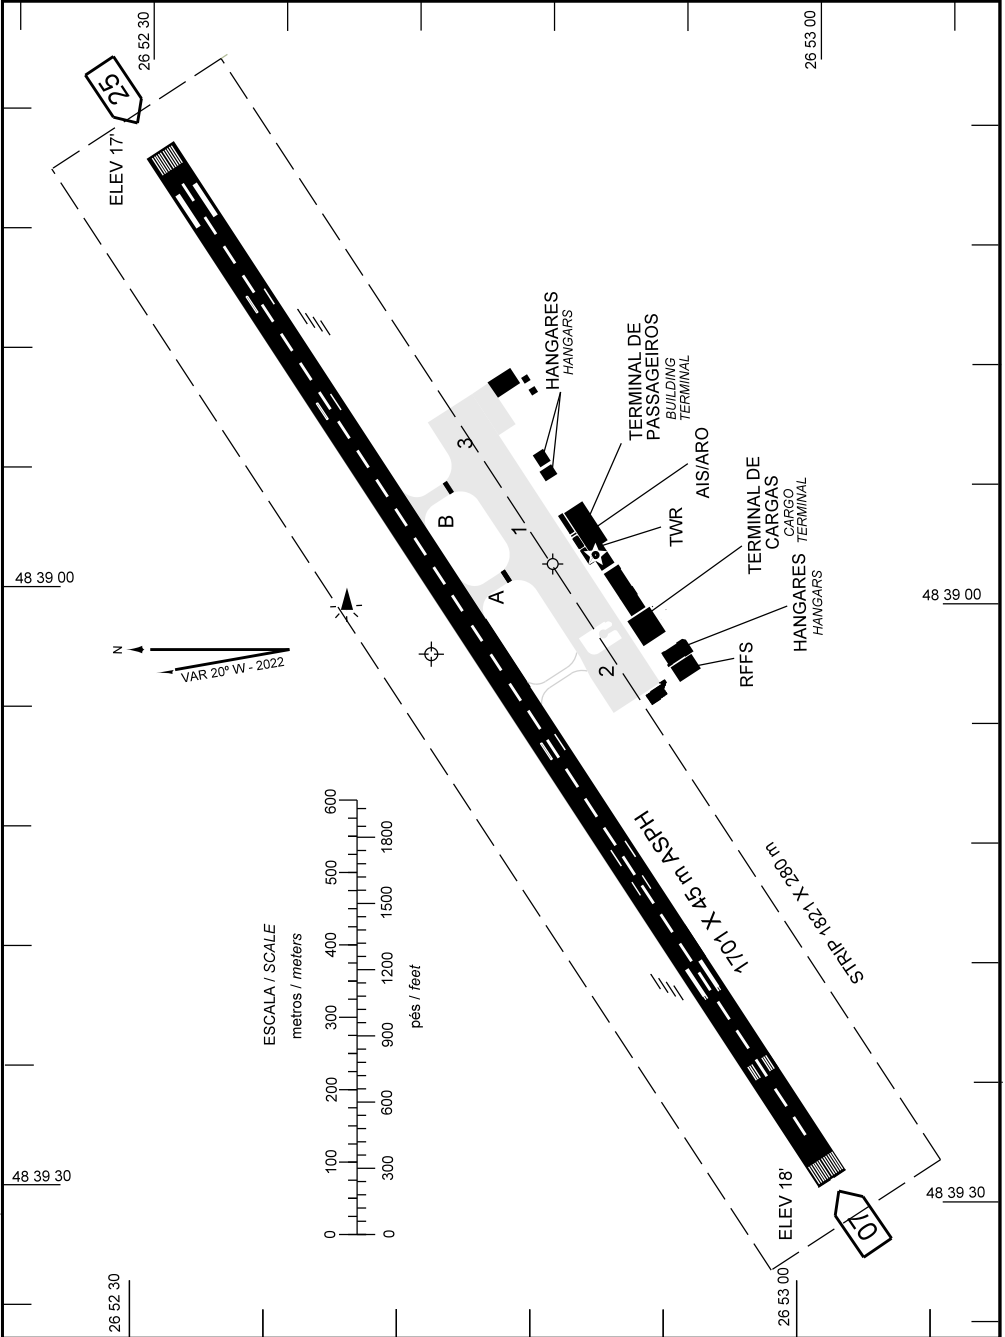 26 52 30
26 53 00
25
ELEV 17'
HANGARES
HANGARS
TERMINAL DE
PASSAGEIROS
BUILDING
TERMINAL
3
B
1
AIS/ARO
TWR
TERMINAL DE
CARGAS
CARGO
TERMINAL
48 39 00
48 39 00
A
HANGARES
HANGARS
N
VAR 20º W - 2022
2
RFFS
1701 X 45 m ASPH
STRIP 1821 X 280 m
ESCALA / SCALE
metros / meters
0 100 200 300 400 500 600
0 300 600 900 1200 1500 1800
pés / feet
48 39 30
48 39 30
ELEV 18'
07
26 52 30
26 53 00